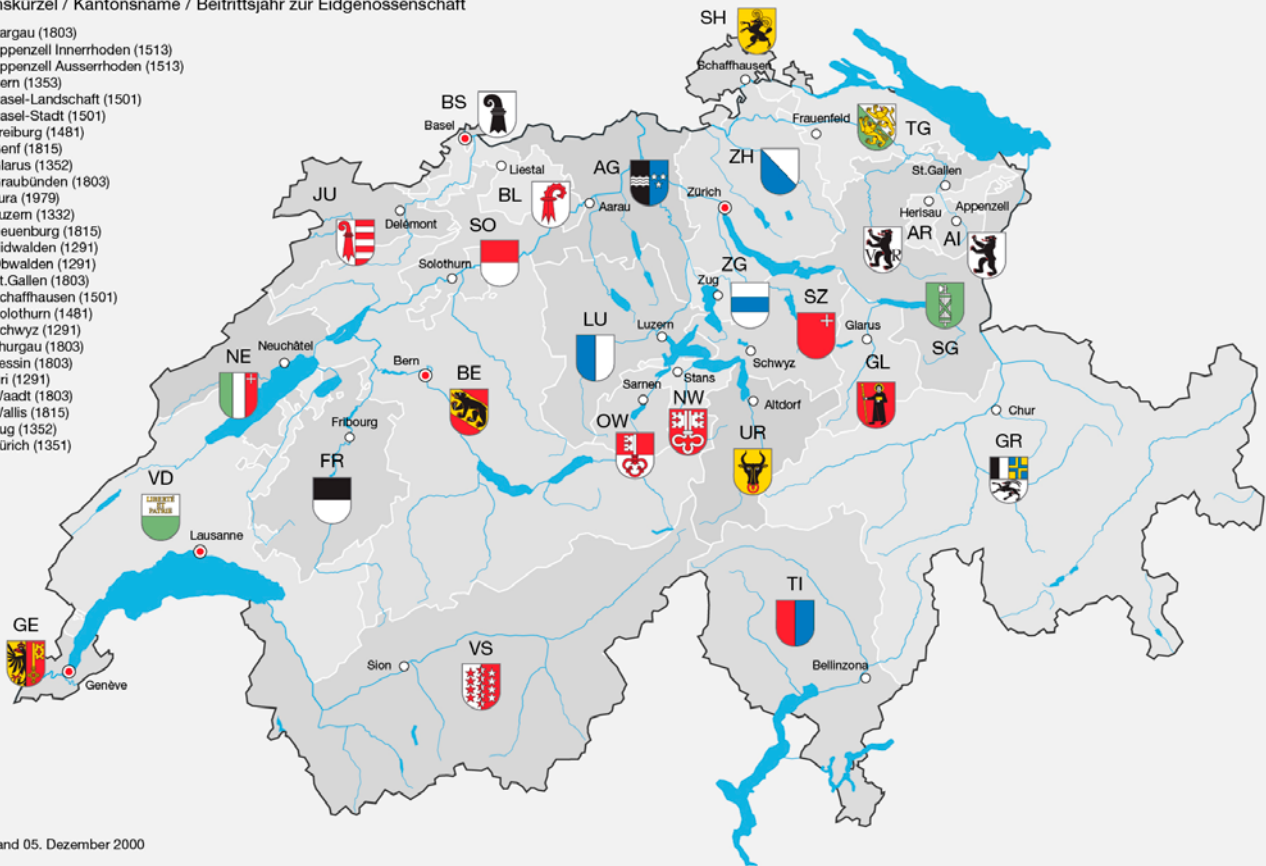 nskürzel / Kantonsname / Beitrittsjahr zur Eidgenossenschaft
argau (1803)
ppenzell Innerrhoden (1513)
ppenzell Ausserrhoden (1513)
ern (1353)
asel-Landschaft (1501)
asel-Stadt (1501)
reiburg (1481)
enf (1815)
larus (1352)
raubünden (1803)
ura (1979)
uzern (1332)
euenburg (1815)
idwalden (1291)
bwalden (1291)
t.Gallen (1803)
chaffhausen (1501)
olothurn (1481)
chwyz (1291)
hurgau (1803)
essin (1803)
ri (1291)
Vaadt (1803)
Vallis (1815)
ug (1352)
ürich (1351)
SH
Schaffhausen
BS
Basel
Liestal
BL
AG
Aarau
ZH
Zürich
Frauenfeld
TG
St.Gallen
Herisau
Appenzell
AR
AI
V R
JU
Delémont
SO
Solothurn
ZG
Zug
SZ
Schwyz
Glarus
GL
SG
LU
Luzern
NE
Neuchâtel
Bern
BE
Sarnen
Stans
NW
OW
Altdorf
UR
Chur
GR
Fribourg
FR
VD
LIBERTÉ
ET
PATRIE
Lausanne
GE
Genève
Sion
VS
TI
Bellinzona
and 05. Dezember 2000